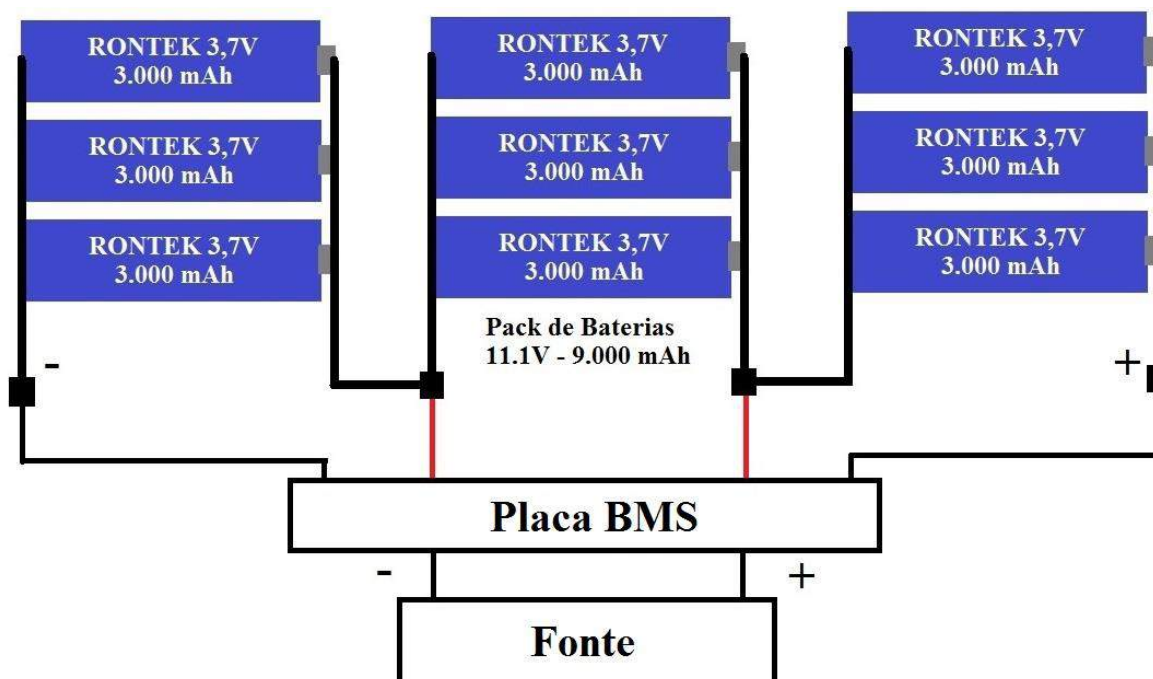 RONTEK 3,7V
3.000 mAh
RONTEK 3,7V
3.000 mAh
RONTEK 3,7V
3.000 mAh
RONTEK 3,7V
3.000 mAh
RONTEK 3,7V
3.000 mAh
RONTEK 3,7V
3.000 mAh
RONTEK 3,7V
3.000 mAh
RONTEK 3,7V
3.000 mAh
RONTEK 3,7V
3.000 mAh
Pack de Baterias
11.1V - 9.000 mAh
-
+
Placa BMS
-
+
Fonte